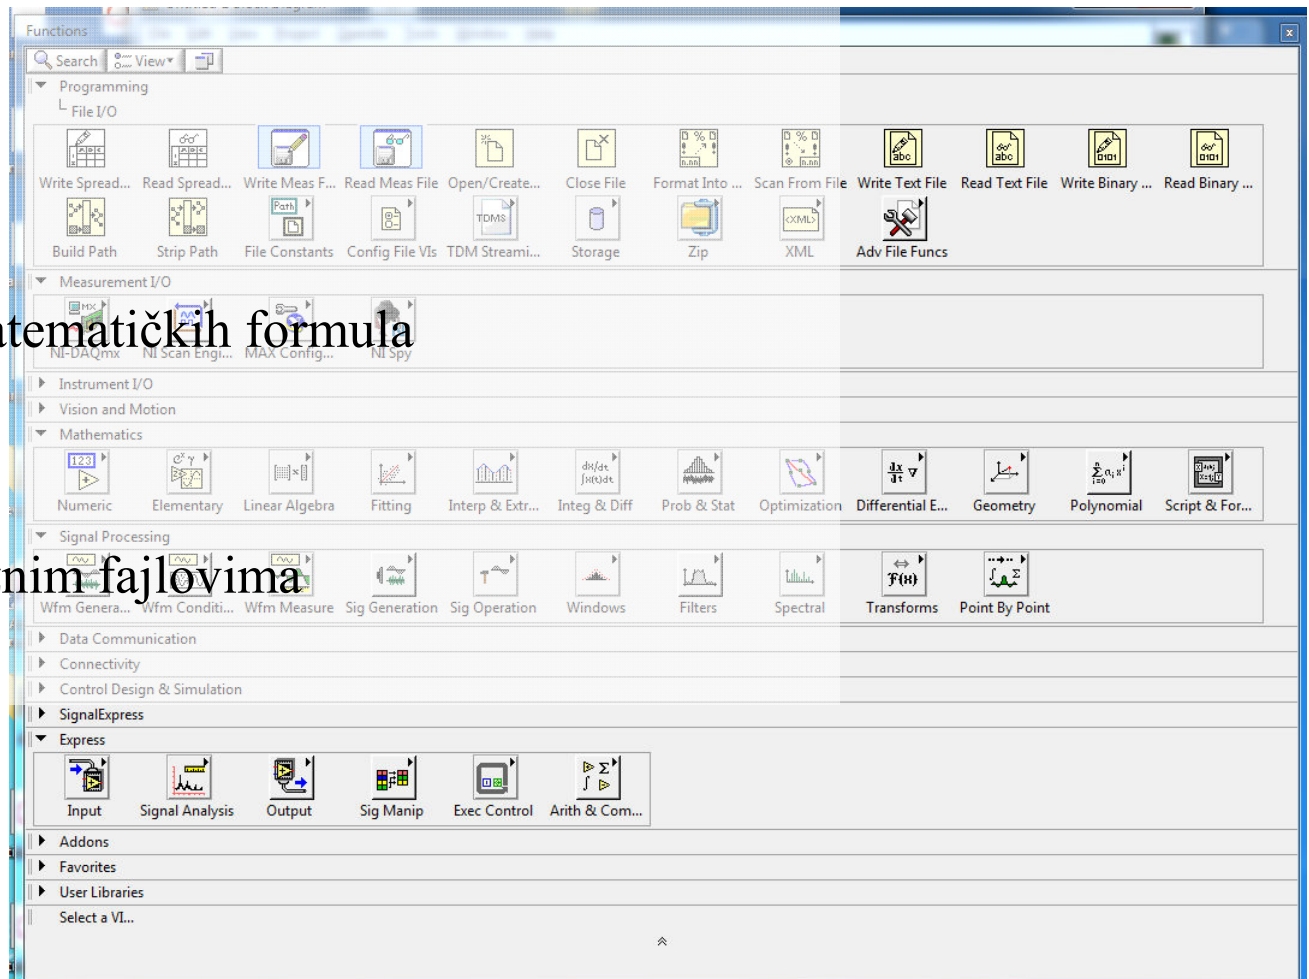 Functions
Search View
Programming
File I/O
Write Spread... Read Spread... Write Meas F... Read Meas File Open/Create... Close File Format Into ... Scan From File Write Text File Read Text File Write Binary ... Read Binary ...
Build Path Strip Path File Constants Config File VIs TDM Streami... Storage Zip XML Adv File Funcs
Measurement I/O
atematičkih formula
NI-DAQmx NI Scan Engi... MAX Config... NI Spy
Instrument I/O
Vision and Motion
Mathematics
Numeric Elementary Linear Algebra Fitting Interp & Extr... Integ & Diff Prob & Stat Optimization Differential E... Geometry Polynomial Script & For...
Signal Processing
nim fajlovima
Wfm Genera... Wfm Conditi... Wfm Measure Sig Generation Sig Operation Windows Filters Spectral Transforms Point By Point
Data Communication
Connectivity
Control Design & Simulation
SignalExpress
Express
Input Signal Analysis Output Sig Manip Exec Control Arith & Com...
Addons
Favorites
User Libraries
Select a VI...